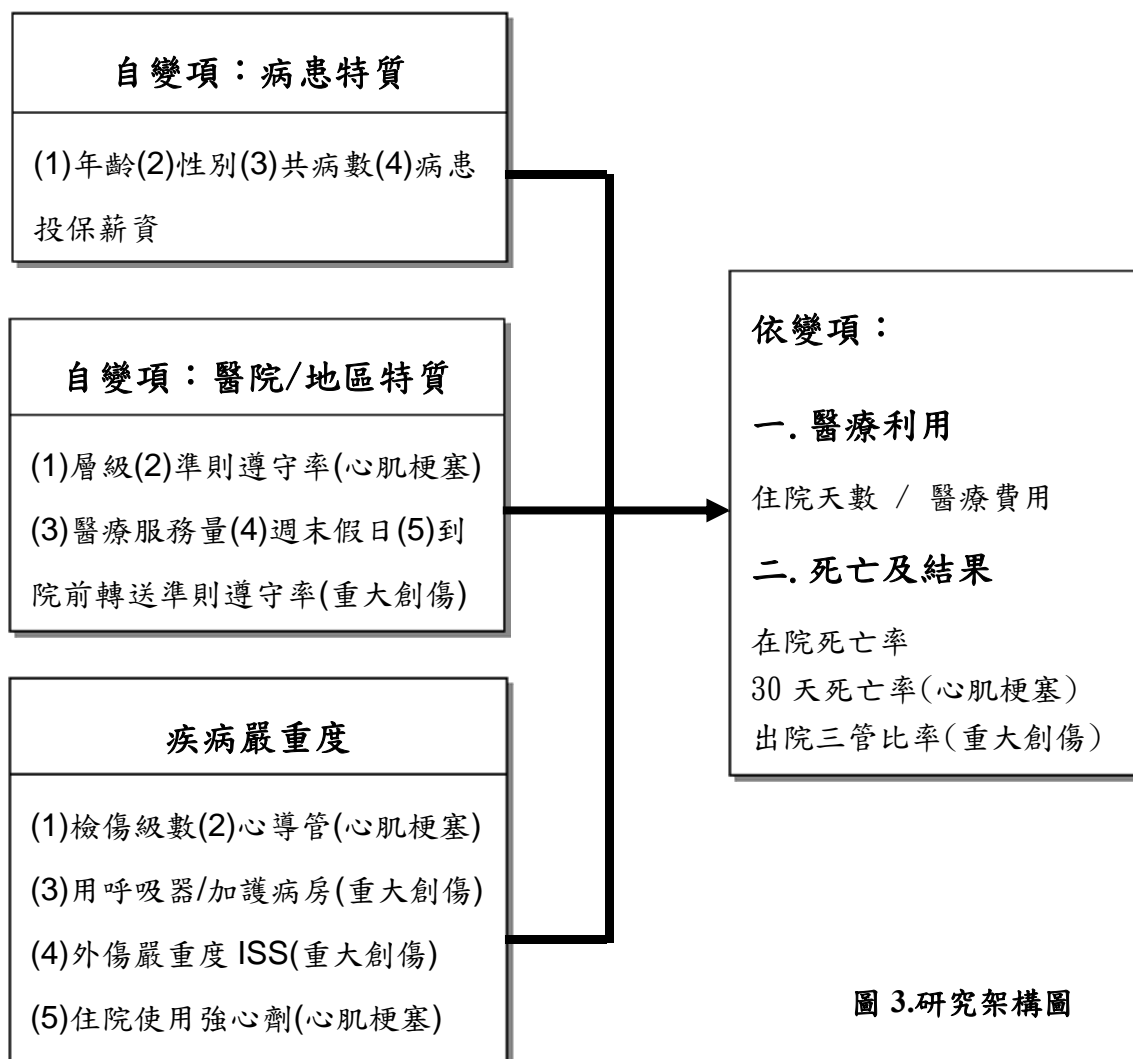 自變項：病患特質
(1)年齡(2)性別(3)共病數(4)病患
投保薪資
自變項：醫院/地區特質
(1)層級(2)準則遵守率(心肌梗塞)
(3)醫療服務量(4)週末假日(5)到
院前轉送準則遵守率(重大創傷)
疾病嚴重度
(1)檢傷級數(2)心導管(心肌梗塞)
(3)用呼吸器/加護病房(重大創傷)
(4)外傷嚴重度 ISS(重大創傷)
(5)住院使用強心劑(心肌梗塞)
依變項：
一.醫療利用
住院天數 / 醫療費用
二.死亡及結果
在院死亡率
30 天死亡率(心肌梗塞)
出院三管比率(重大創傷)
圖 3.研究架構圖